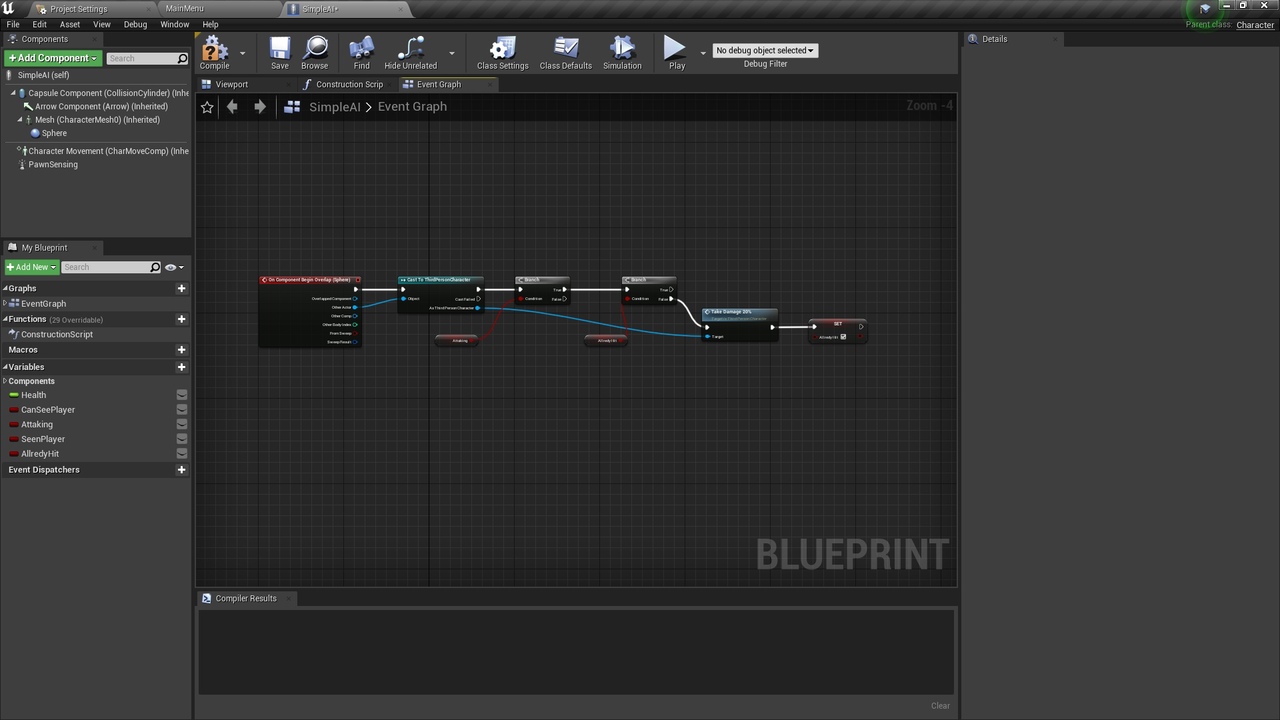 Project Settings
MainMenu
SimpleAI*
File Edit Asset View Debug Window Help
Parent class: Character
Components
+Add Component
Search
SimpleAI (self)
Capsule Component (CollisionCylinder) (Inhe
Arrow Component (Arrow) (Inherited)
Mesh (CharacterMesh0) (Inherited)
Sphere
Character Movement (CharMoveComp) (Inhe
PawnSensing
My Blueprint
+Add New
Search
Graphs
EventGraph
Functions (29 Overridable)
ConstructionScript
Macros
Variables
Components
Health
CanSeePlayer
Attaking
SeenPlayer
AllredyHit
Event Dispatchers
Compile
Save
Browse
Find
Hide Unrelated
Class Settings
Class Defaults
Simulation
Play
No debug object selected
Debug Filter
Viewport
Construction Scrip
Event Graph
SimpleAI > Event Graph
Zoom -4
On Component Begin Overlap (Sphere)
Overlapped Component
Other Actor
Other Comp
Other Body Index
From Sweep
Sweep Result
Cast To ThirdPersonCharacter
Object
Cast Failed
As Third Person Character
Attaking
Branch
True
Condition
False
AllredyHit
Branch
True
Condition
False
Take Damage 20%
Target
SET
AllredyHit
BLUEPRINT
Compiler Results
Clear
Details